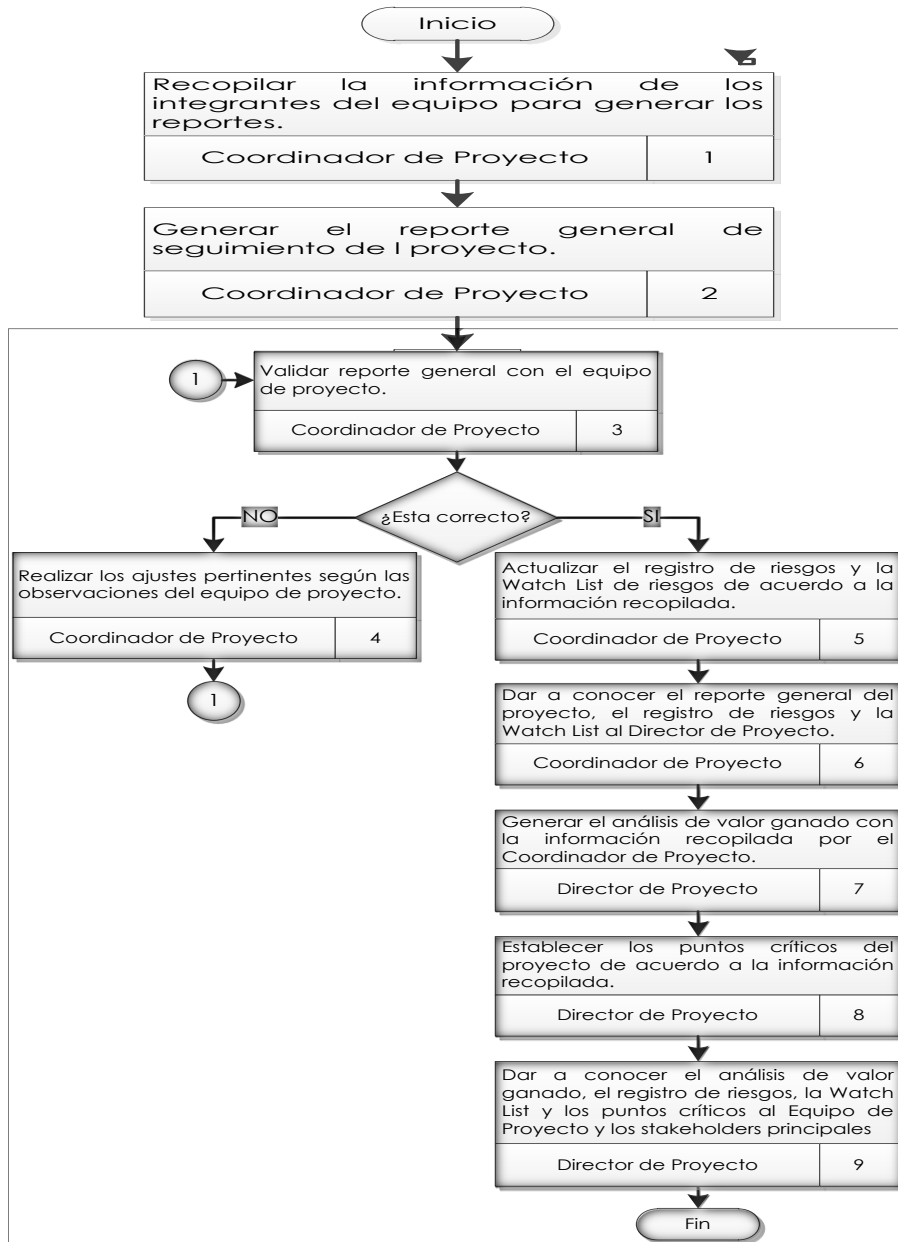 Inicio
Recopilar la información de los
integrantes del equipo para generar los
reportes.
Coordinador de Proyecto 1
Generar el reporte general de
seguimiento de l proyecto.
Coordinador de Proyecto 2
1
Validar reporte general con el equipo
de proyecto.
Coordinador de Proyecto 3
¿Esta correcto?
NO
SI
Realizar los ajustes pertinentes según las
observaciones del equipo de proyecto.
Coordinador de Proyecto 4
1
Actualizar el registro de riesgos y la
Watch List de riesgos de acuerdo a la
información recopilada.
Coordinador de Proyecto 5
Dar a conocer el reporte general del
proyecto, el registro de riesgos y la
Watch List al Director de Proyecto.
Coordinador de Proyecto 6
Generar el análisis de valor ganado con
la información recopilada por el
Coordinador de Proyecto.
Director de Proyecto 7
Establecer los puntos críticos del
proyecto de acuerdo a la información
recopilada.
Director de Proyecto 8
Dar a conocer el análisis de valor
ganado, el registro de riesgos, la Watch
List y los puntos críticos al Equipo de
Proyecto y los stakeholders principales
Director de Proyecto 9
Fin